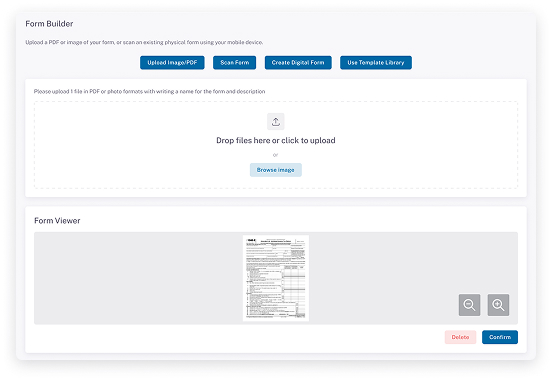 Form Builder
Upload a PDF or image of your form, or scan an existing physical form using your mobile device.
Upload Image/PDF
Scan Form
Create Digital Form
Use Template Library
Please upload 1 file in PDF or photo formats with writing a name for the form and description
Drop files here or click to upload
or
Browse image
Form Viewer
Delete
Confirm